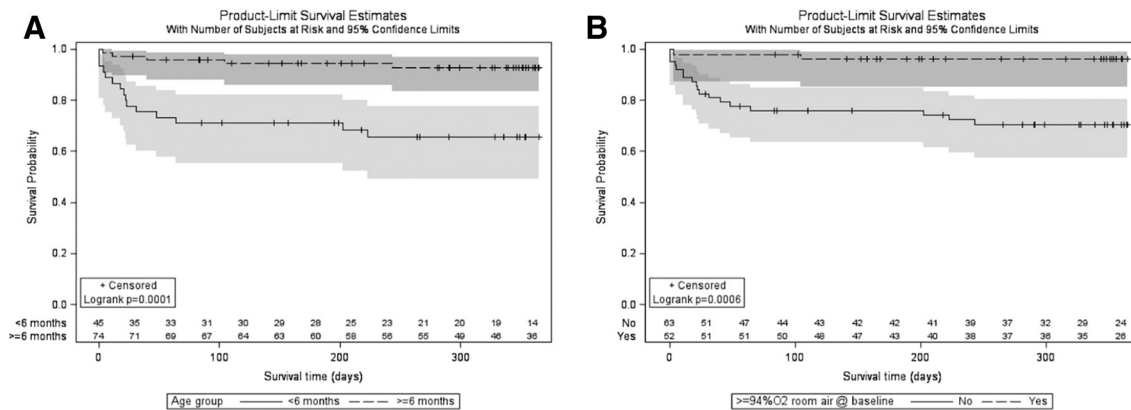 A
Product-Limit Survival Estimates
With Number of Subjects at Risk and 95% Confidence Limits
1.0
0.8
0.6
0.4
0.2
0.0
Survival Probability
+ Censored
Logrank p=0.0001
<6 months 45 35 33 31 30 29 28 25 23 21 20 19 14
>=6 months 74 71 69 67 64 63 60 58 56 55 49 46 36
0 100 200 300
Survival time (days)
Age group <6 months >=6 months
B
Product-Limit Survival Estimates
With Number of Subjects at Risk and 95% Confidence Limits
1.0
0.8
0.6
0.4
0.2
0.0
Survival Probability
+ Censored
Logrank p=0.0006
No 63 51 47 44 43 42 42 41 39 37 32 29 24
Yes 52 51 51 50 48 47 43 40 38 37 36 35 26
0 100 200 300
Survival time (days)
>=94%O2 room air @ baseline No Yes